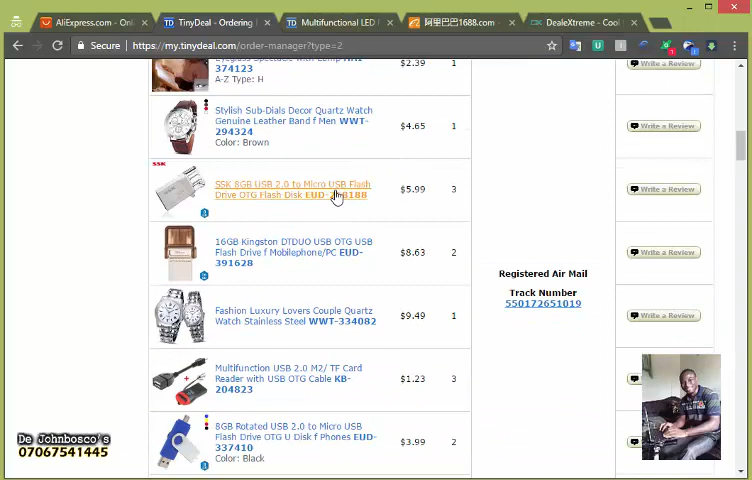 AliExpress.com - Onli
TinyDeal - Ordering
Multifunctional LED
阿里巴巴1688.com
DealeXtreme - Cool
Secure
https://my.tinydeal.com/order-manager?type=2
Eyeglass Spectacle with Lamp
374123
A-Z Type: H
$2.39
1
Write a Review
Stylish Sub-Dials Decor Quartz Watch
Genuine Leather Band f Men WWT-
294324
Color: Brown
$4.65
1
Write a Review
SSK
SSK 8GB USB 2.0 to Micro USB Flash
Drive OTG Flash Disk
$5.99
3
Write a Review
16GB Kingston DTDUO USB OTG USB
Flash Drive f Mobilephone/PC EUD-
391628
$8.63
2
Write a Review
Registered Air Mail
Track Number
550172651019
Fashion Luxury Lovers Couple Quartz
Watch Stainless Steel WWT-334082
$9.49
1
Write a Review
Multifunction USB 2.0 M2/ TF Card
Reader with USB OTG Cable KB-
204823
$1.23
3
8GB Rotated USB 2.0 to Micro USB
Flash Drive OTG U Disk f Phones EUD-
337410
Color: Black
$3.99
2
De Johnbosco's
07067541445